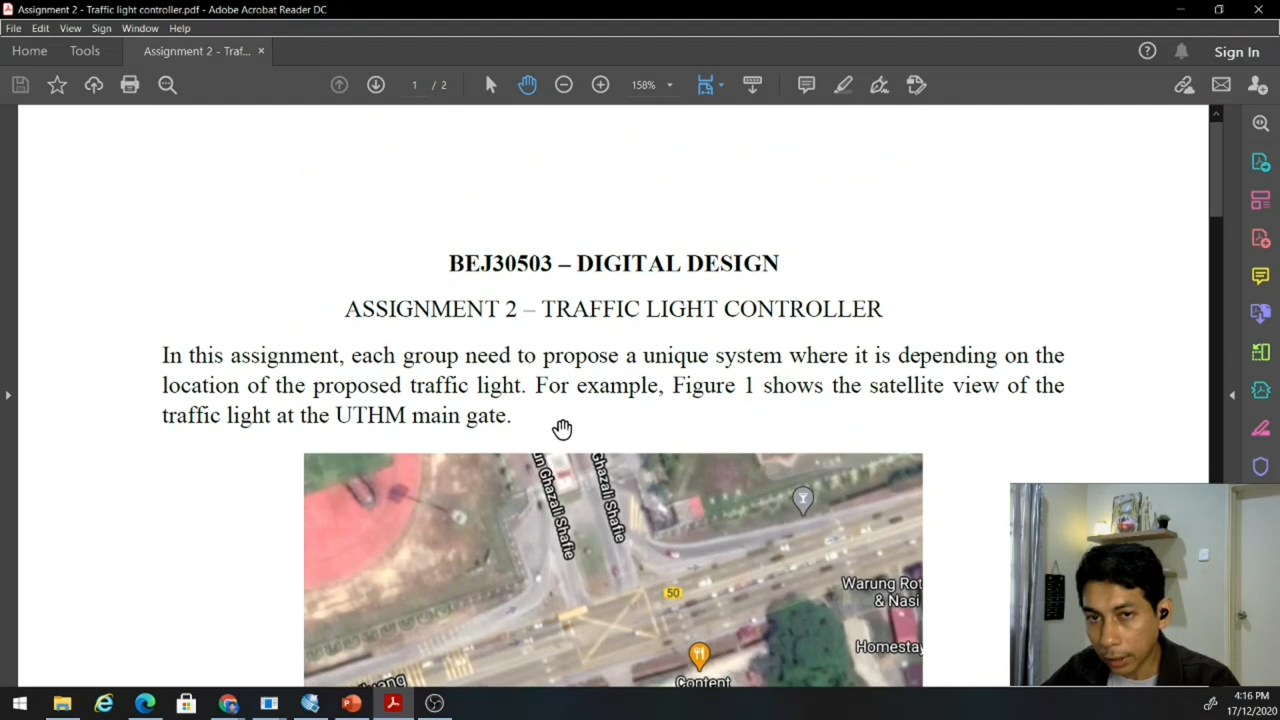 Assignment 2 - Traffic light controller.pdf - Adobe Acrobat Reader DC
File Edit View Sign Window Help
Home Tools Assignment 2 - Traf... × Sign In
1 / 2 158%
BEJ30503 – DIGITAL DESIGN
ASSIGNMENT 2 – TRAFFIC LIGHT CONTROLLER
In this assignment, each group need to propose a unique system where it is depending on the
location of the proposed traffic light. For example, Figure 1 shows the satellite view of the
traffic light at the UTHM main gate.
un Ghazali Shafie
Ghazali Shafie
50
Warung Rot
& Nasi
Homestay
Content
4:16 PM
17/12/2020